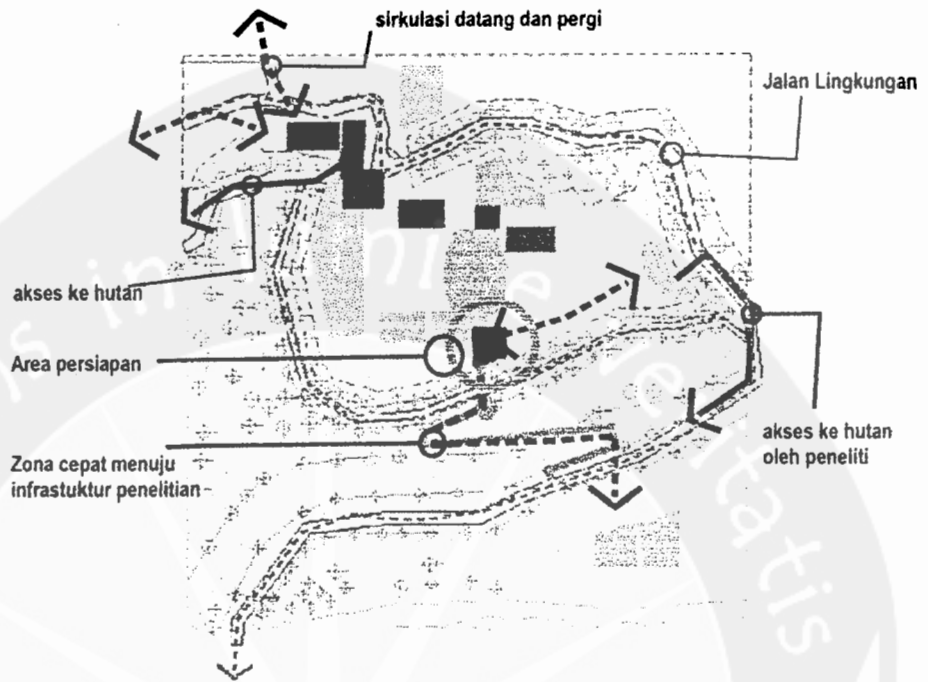 sirkulasi datang dan pergi
Jalan Lingkungan
akses ke hutan
Area persiapan
akses ke hutan
oleh peneliti
Zona cepat menuju
infrastuktur penelitian